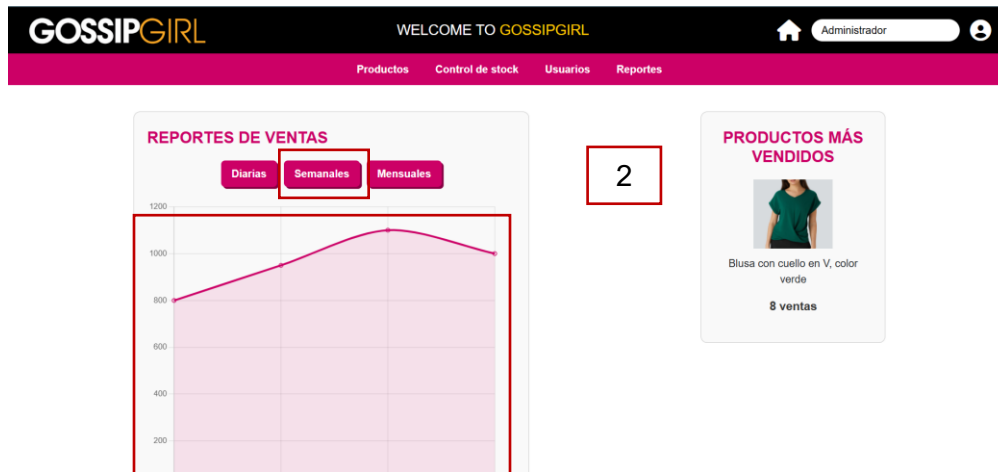 GOSSIPGIRL
WELCOME TO GOSSIPGIRL
Administrador
Productos Control de stock Usuarios Reportes
REPORTES DE VENTAS
Diarias Semanales Mensuales
1200
1000
800
600
400
200
2
PRODUCTOS MÁS
VENDIDOS
Blusa con cuello en V, color
verde
8 ventas